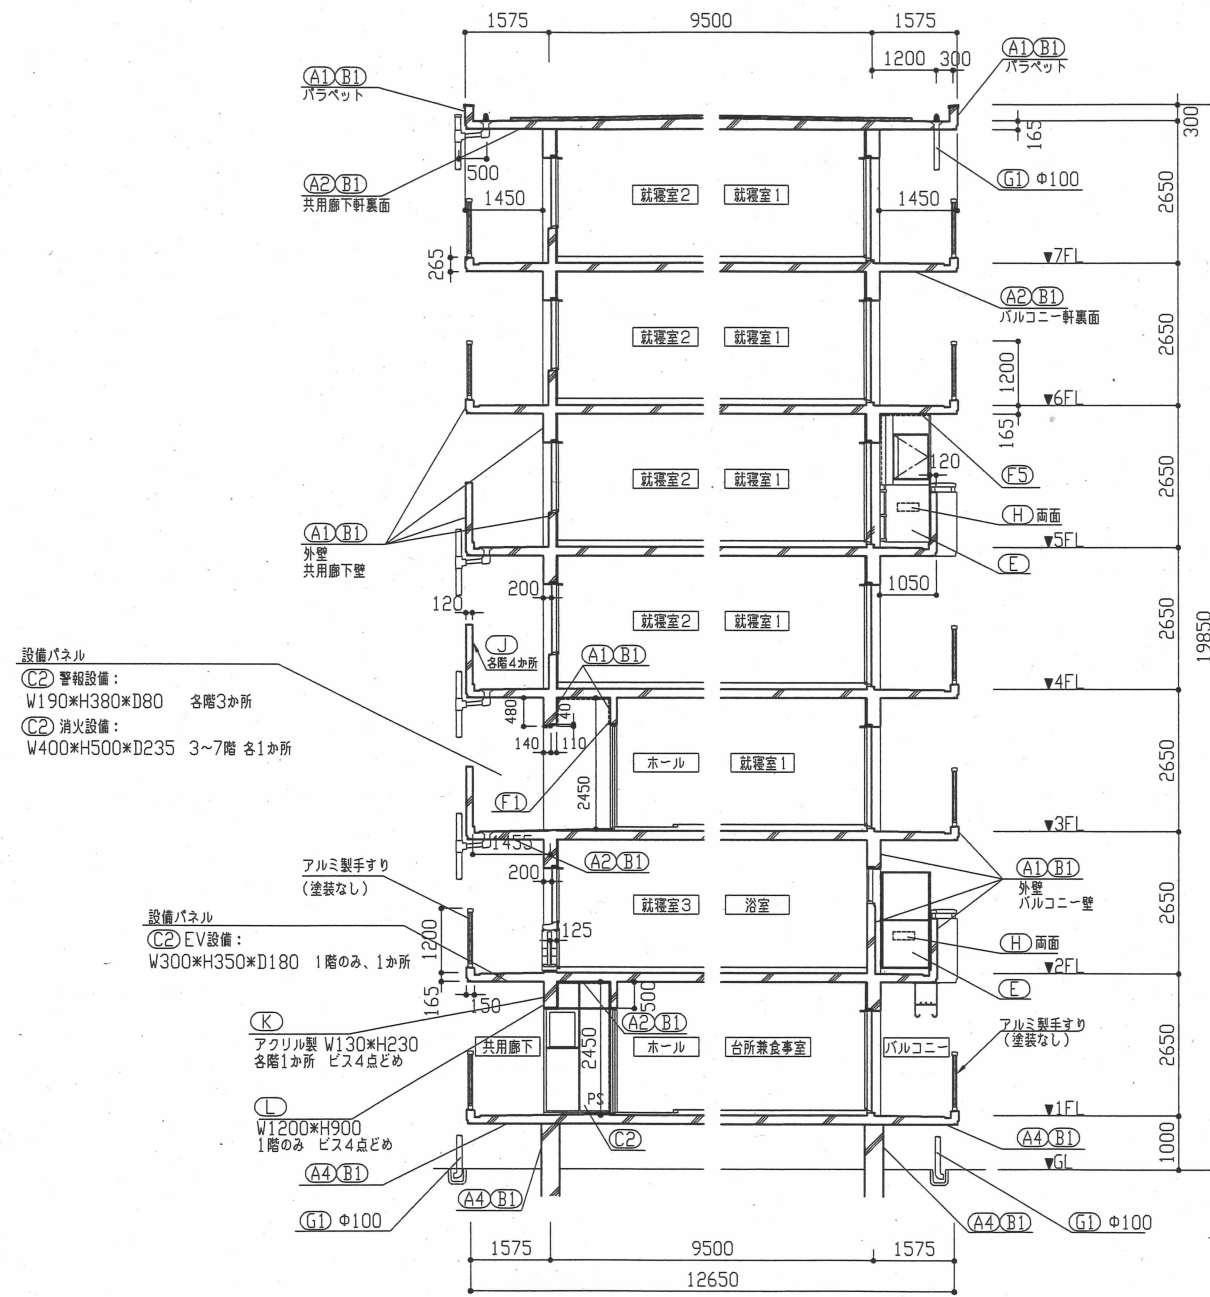 1575 9500 1575
1200 300
A1 B1
パラペット
A1 B1
パラペット
300
165
500
G1 Φ100
A2 B1
共用廊下軒裏面
就寝室2 就寝室1
1450
1450
2650
265
▼7FL
A2 B1
バルコニー軒裏面
就寝室2 就寝室1
1200
2650
▼6FL
165
120
F5
就寝室2 就寝室1
2650
H 両面
A1 B1
外壁
共用廊下壁
▼5FL
E
200
1050
120
就寝室2 就寝室1
2650
19850
J
各階4か所
A1 B1
設備パネル
C2 警報設備:
W190*H380*D80 各階3か所
C2 消火設備:
W400*H500*D235 3~7階 各1か所
▼4FL
480
40
140 110
ホール 就寝室1
2450
2650
F1
▼3FL
1455
A2 B1
アルミ製手すり
(塗装なし)
200
A1 B1
外壁
バルコニー壁
就寝室3 浴室
2650
設備パネル
C2 EV設備:
W300*H350*D180 1階のみ、1か所
1200
125
H 両面
▼2FL
165
150
500
E
K
アクリル製 W130*H230
各階1か所 ビス4点どめ
A2 B1
アルミ製手すり
(塗装なし)
共用廊下 ホール 台所兼食事室 バルコニー
2450
2650
L
W1200*H900
1階のみ ビス4点どめ
PS
▼1FL
C2
A4 B1
A4 B1
1000
▼GL
A4 B1
G1 Φ100
A4 B1
G1 Φ100
1575 9500 1575
12650